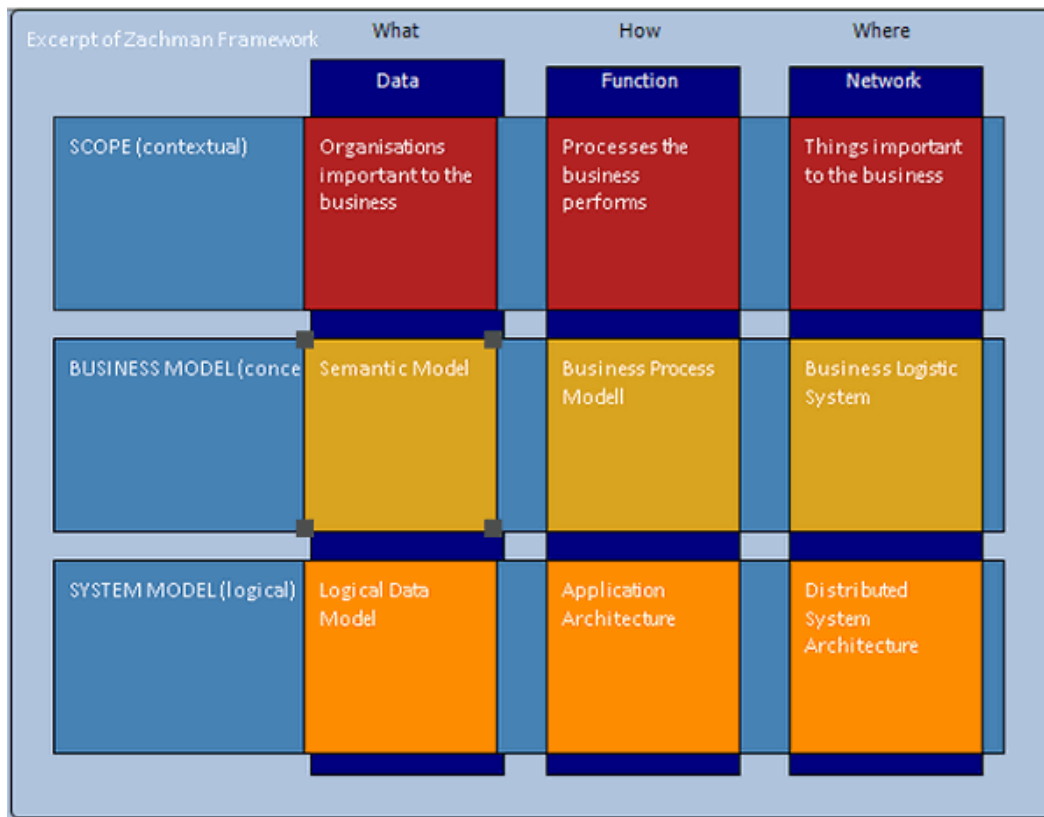 Excerpt of Zachman Framework
What
How
Where
Data
Function
Network
SCOPE (contextual)
Organisations
important to the
business
Processes the
business
performs
Things important
to the business
BUSINESS MODEL (conce
Semantic Model
Business Process
Modell
Business Logistic
System
SYSTEM MODEL (logical)
Logical Data
Model
Application
Architecture
Distributed
System
Architecture